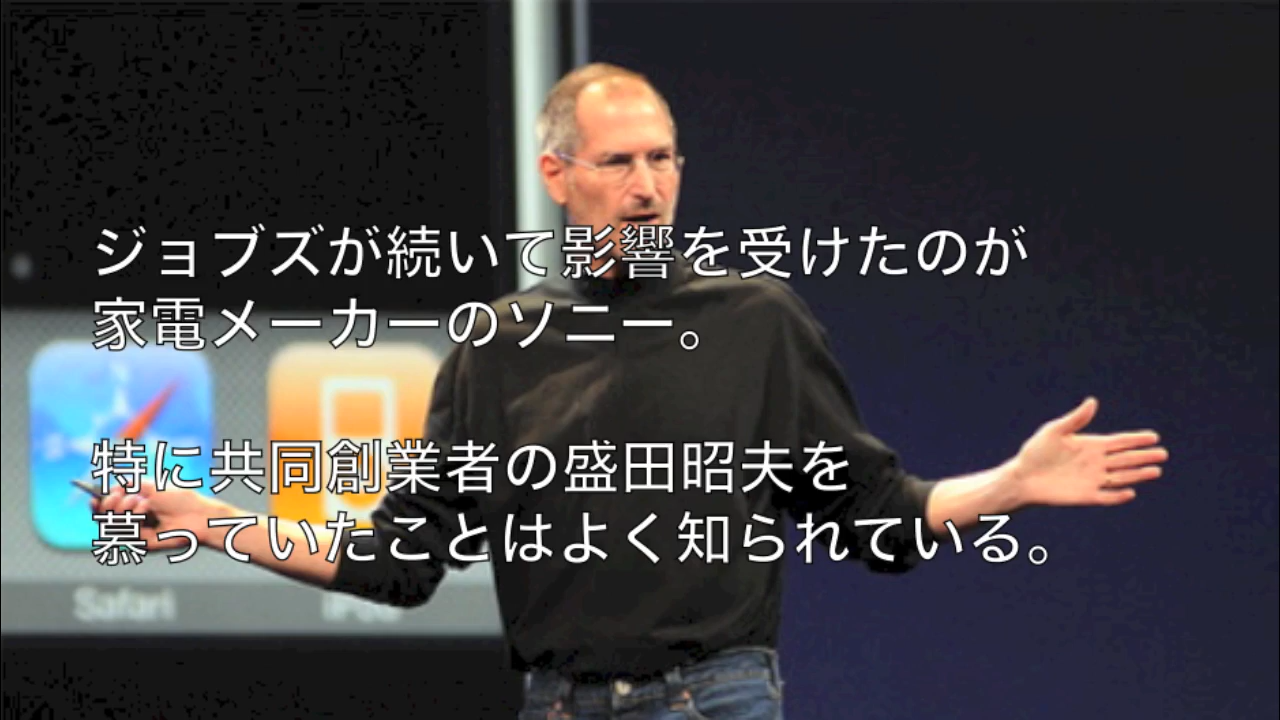 ジョブズが続いて影響を受けたのが
家電メーカーのソニー。
特に共同創業者の盛田昭夫を
慕っていたことはよく知られている。
Safari
iPod